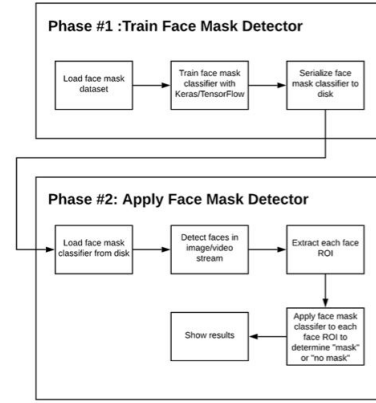 Phase #1 :Train Face Mask Detector
Load face mask
dataset
Train face mask
classifier with
Keras/TensorFlow
Serialize face
mask classifier to
disk
Phase #2: Apply Face Mask Detector
Load face mask
classifier from disk
Detect faces in
image/video
stream
Extract each face
ROI
Show results
Apply face mask
classifer to each
face ROI to
determine "mask"
or "no mask"